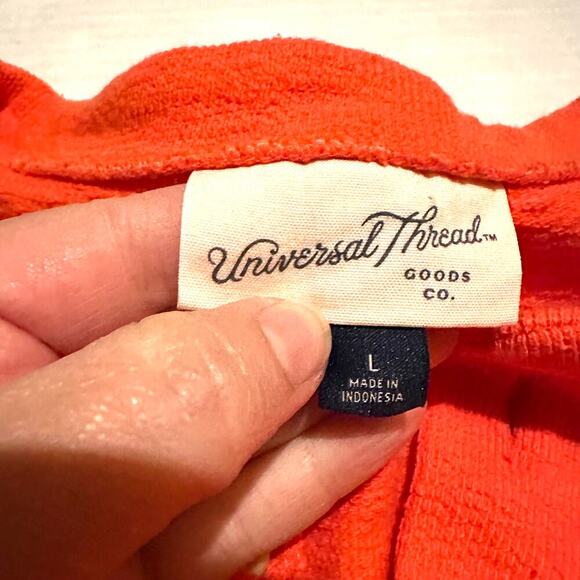 Universal Thread™
GOODS
CO.
L
MADE IN
INDONESIA